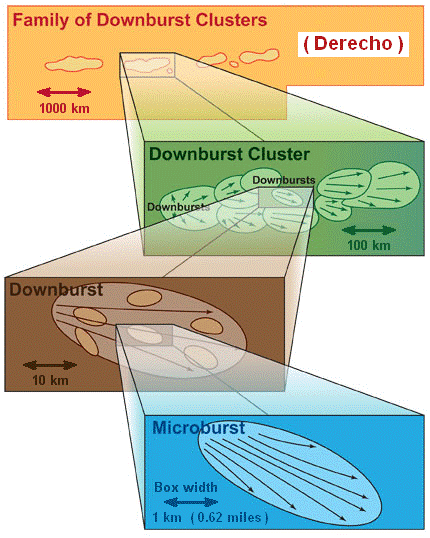 Family of Downburst Clusters
( Derecho )
1000 km
Downburst Cluster
Downbursts
Downbursts
100 km
Downburst
10 km
Microburst
Box width
1 km ( 0.62 miles )